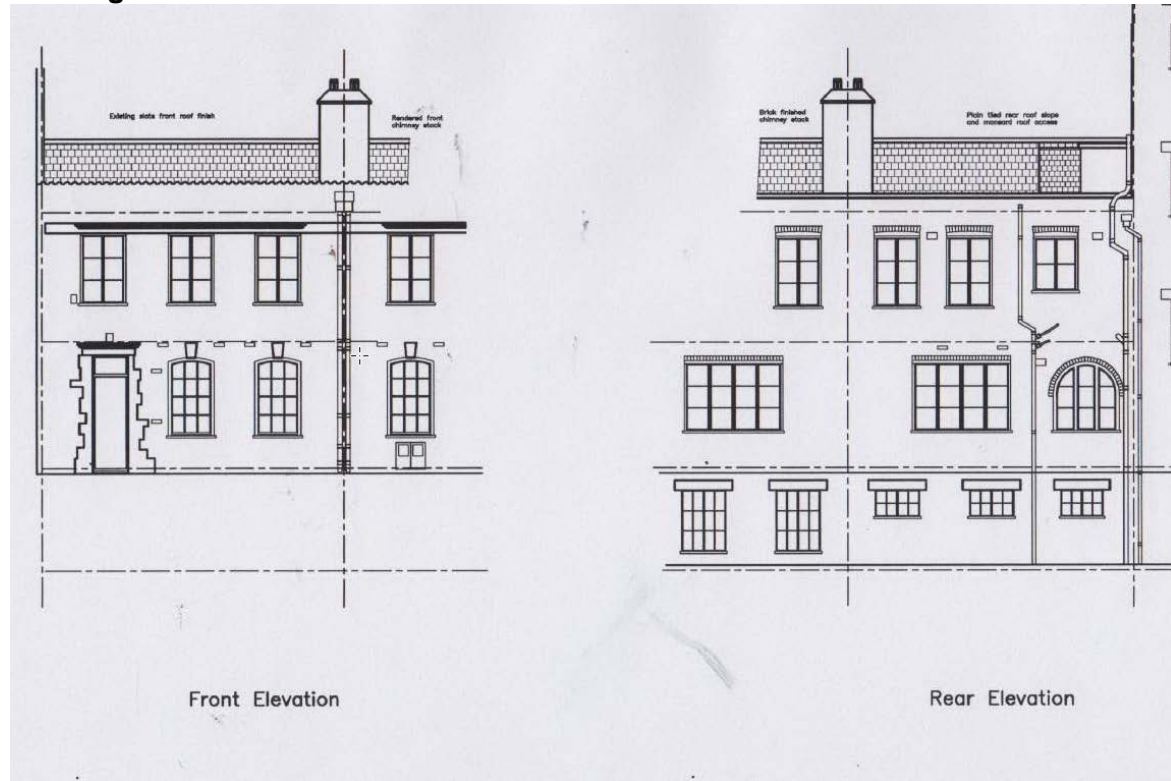 Existing slats front roof finish
Rendered front
chimney stack
Brick finished
chimney stack
Plain tiled rear roof slope
and mansard roof access
Front Elevation
Rear Elevation